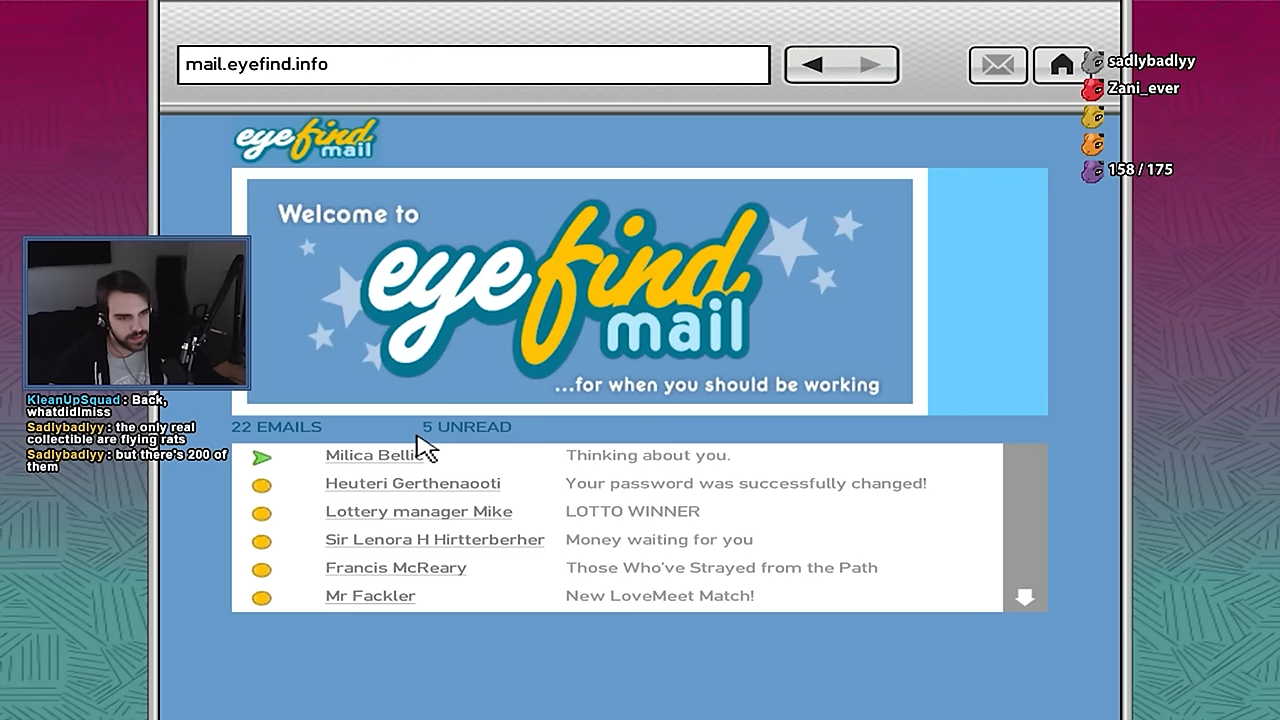 mail.eyefind.info
sadlybadlyy
Zani_ever
158 / 175
eyefind mail
Welcome to
eyefind mail
...for when you should be working
22 EMAILS 5 UNREAD
Milica Bellic Thinking about you.
Heuteri Gerthenaooti Your password was successfully changed!
Lottery manager Mike LOTTO WINNER
Sir Lenora H Hirtterberher Money waiting for you
Francis McReary Those Who've Strayed from the Path
Mr Fackler New LoveMeet Match!
KleanUpSquad : Back,
whatdidImiss
Sadlybadlyy : the only real
collectible are flying rats
Sadlybadlyy : but there's 200 of
them